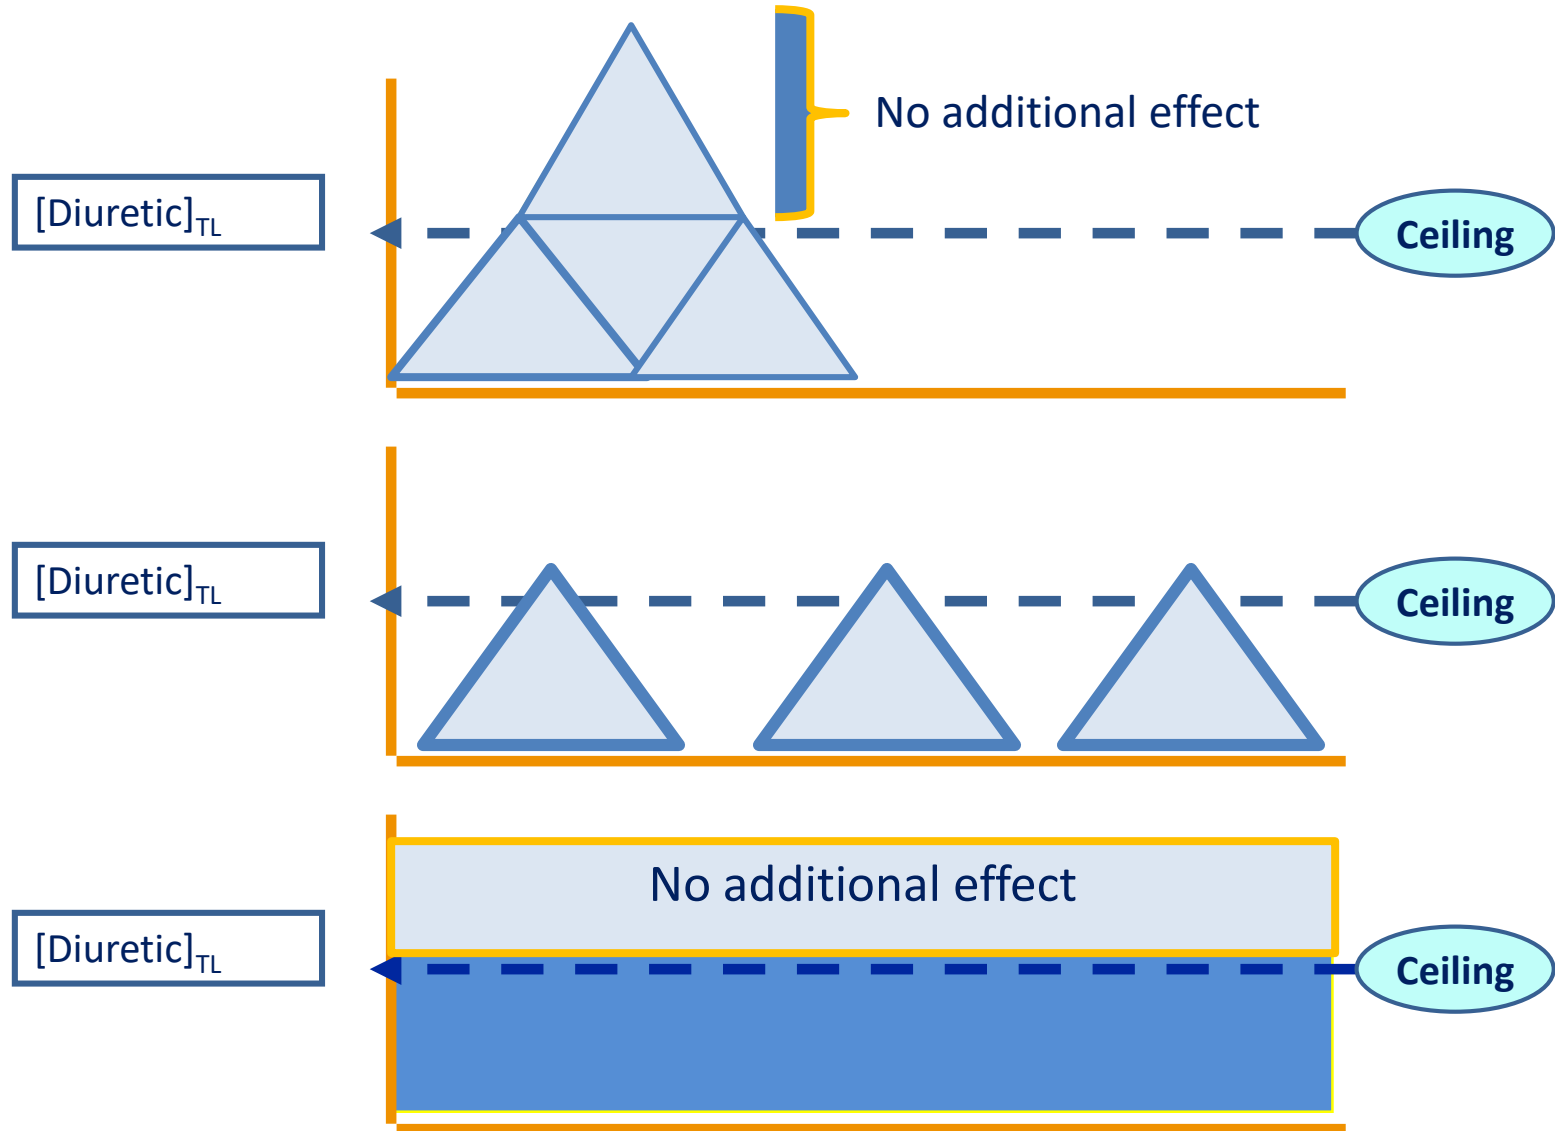 No additional effect
[Diuretic]TL
Ceiling
[Diuretic]TL
Ceiling
No additional effect
[Diuretic]TL
Ceiling